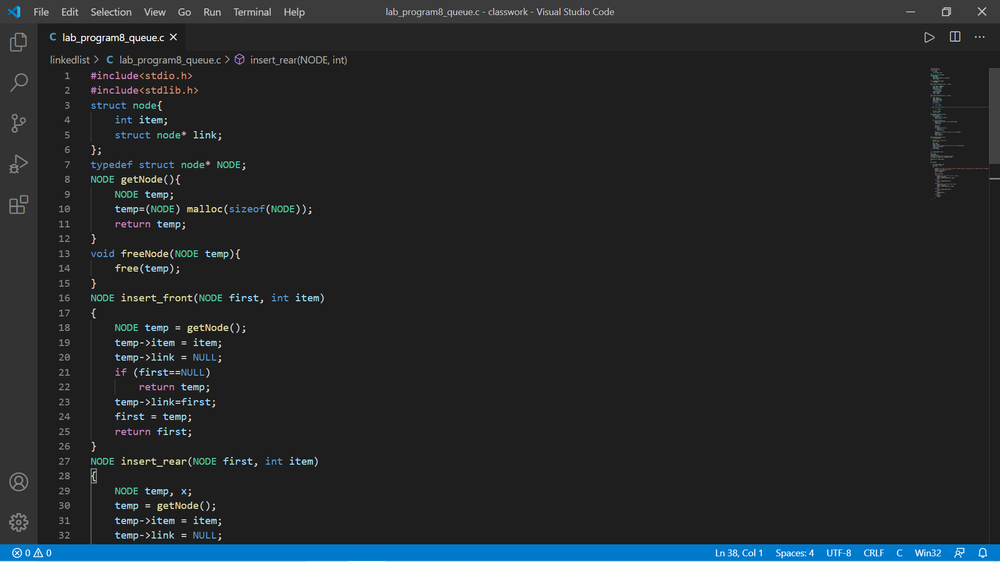 File Edit Selection View Go Run Terminal Help lab_program8_queue.c - classwork - Visual Studio Code
C lab_program8_queue.c
linkedlist > C lab_program8_queue.c > insert_rear(NODE, int)
1 #include<stdio.h>
2 #include<stdlib.h>
3 struct node{
4     int item;
5     struct node* link;
6 };
7 typedef struct node* NODE;
8 NODE getNode(){
9     NODE temp;
10     temp=(NODE) malloc(sizeof(NODE));
11     return temp;
12 }
13 void freeNode(NODE temp){
14     free(temp);
15 }
16 NODE insert_front(NODE first, int item)
17 {
18     NODE temp = getNode();
19     temp->item = item;
20     temp->link = NULL;
21     if (first==NULL)
22         return temp;
23     temp->link=first;
24     first = temp;
25     return first;
26 }
27 NODE insert_rear(NODE first, int item)
28 {
29     NODE temp, x;
30     temp = getNode();
31     temp->item = item;
32     temp->link = NULL;
0 0 Ln 38, Col 1 Spaces: 4 UTF-8 CRLF C Win32